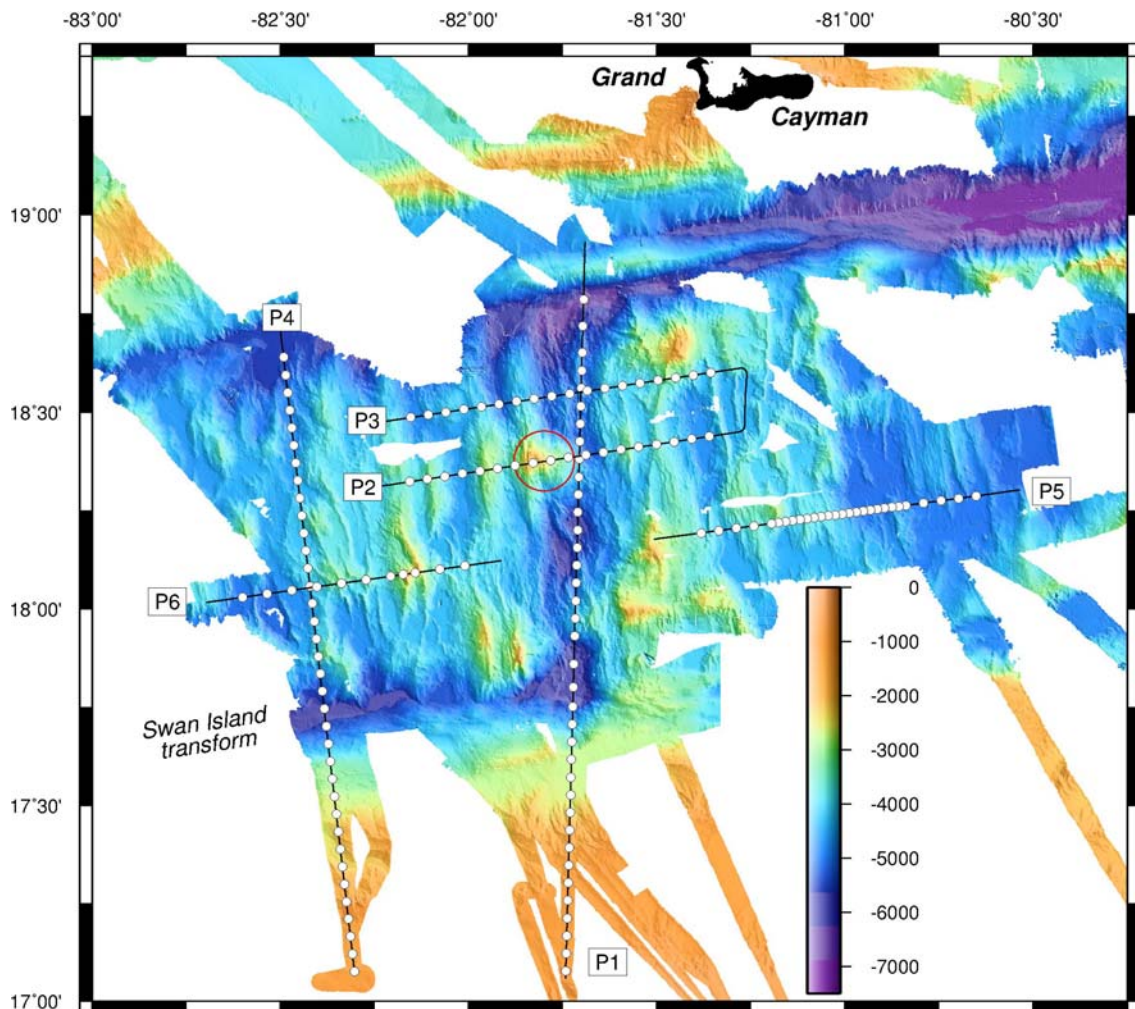 -83°00' -82°30' -82°00' -81°30' -81°00' -80°30'
Grand
Cayman
19°00'
P4
18°30'
P3
P2
P5
0
18°00'
P6
-1000
-2000
Swan Island
transform
-3000
17°30'
-4000
-5000
-6000
P1
-7000
17°00'